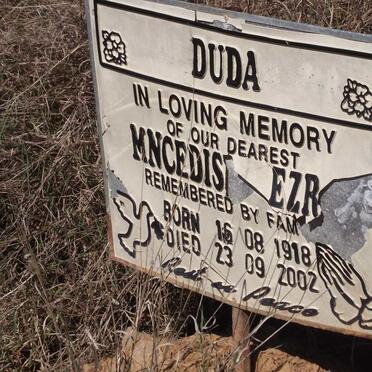 DUDA
IN LOVING MEMORY
OF OUR DEAREST
MNCEDIS EZR
REMEMBERED BY FAM
BORN 16 08 1918
DIED 23 09 2002
Rest in Peace